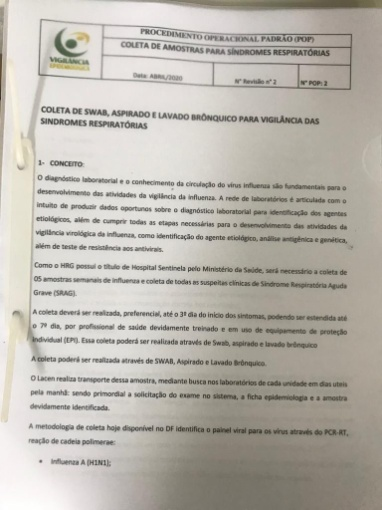 VIGILÂNCIA
EPIDEMIOLÓGICA
PROCEDIMENTO OPERACIONAL PADRÃO (POP)
COLETA DE AMOSTRAS PARA SÍNDROMES RESPIRATÓRIAS
Data: ABRIL/2020
N° Revisão n° 2
N° POP: 2
COLETA DE SWAB, ASPIRADO E LAVADO BRÔNQUICO PARA VIGILÂNCIA DAS
SINDROMES RESPIRATÓRIAS
1- CONCEITO:
O diagnóstico laboratorial e o conhecimento da circulação do vírus influenza são fundamentais para o
desenvolvimento das atividades da vigilância da influenza. A rede de laboratórios é articulada com o
intuito de produzir dados oportunos sobre o diagnóstico laboratorial para identificação dos agentes
etiológicos, além de cumprir todas as etapas necessárias para o desenvolvimento das atividades da
vigilância virológica da influenza, como identificação do agente etiológico, análise antigênica e genética,
além de teste de resistência aos antivirais.
Como o HRG possui o título de Hospital Sentinela pelo Ministério da Saúde, será necessário a coleta de
05 amostras semanais de influenza e coleta de todas as suspeitas clínicas de Síndrome Respiratória Aguda
Grave (SRAG).
A coleta deverá ser realizada, preferencial, até o 3º dia do início dos sintomas, podendo ser estendida até
o 7º dia, por profissional de saúde devidamente treinado e em uso de equipamento de proteção
individual (EPI). Essa coleta poderá ser realizada através de Swab, aspirado e lavado brônquico
A coleta poderá ser realizada através de SWAB, Aspirado e Lavado Brônquico.
O Lacen realiza transporte dessa amostra, mediante busca nos laboratórios de cada unidade em dias uteis
pela manhã: sendo primordial a solicitação do exame no sistema, a ficha epidemiologia e a amostra
devidamente identificada.
A metodologia de coleta hoje disponível no DF identifica o painel viral para os vírus através do PCR-RT,
reação de cadeia polimerae:
• Influenza A (H1N1);